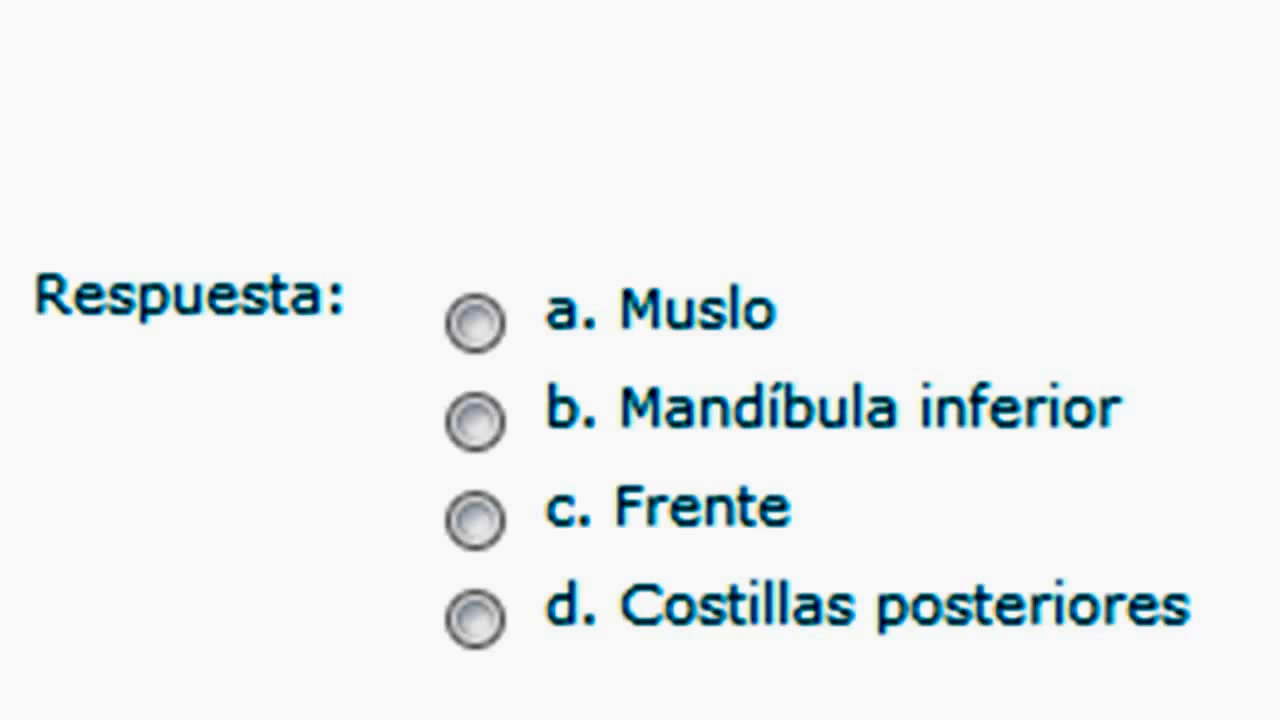 Respuesta:
a. Muslo
b. Mandíbula inferior
c. Frente
d. Costillas posteriores